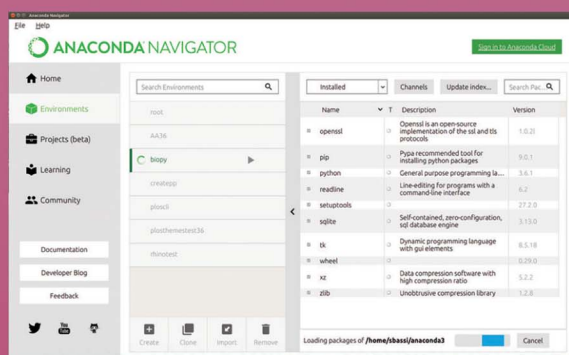 Anaconda Navigator
File Help
ANACONDA NAVIGATOR
Sign in to Anaconda Cloud
Home
Environments
Projects (beta)
Learning
Community
Documentation
Developer Blog
Feedback
You
Tube
Search Environments
root
AA36
biopy
createpp
ploscli
plosthemestest36
rhinotest
Create Clone Import Remove
Installed Channels Update index... Search Pac...
Name T Description Version
openssl Openssl is an open-source
implementation of the ssl and tls
protocols 1.0.2l
pip Pypa recommended tool for
installing python packages 9.0.1
python General purpose programming la... 3.6.1
readline Line-editing for programs with a
command-line interface 6.2
setuptools 27.2.0
sqlite Self-contained, zero-configuration,
sql database engine 3.13.0
tk Dynamic programming language
with gui elements 8.5.18
wheel 0.29.0
xz Data compression software with
high compression ratio 5.2.2
zlib Unobtrusive compression library 1.2.8
Loading packages of /home/sbassi/anaconda3 Cancel